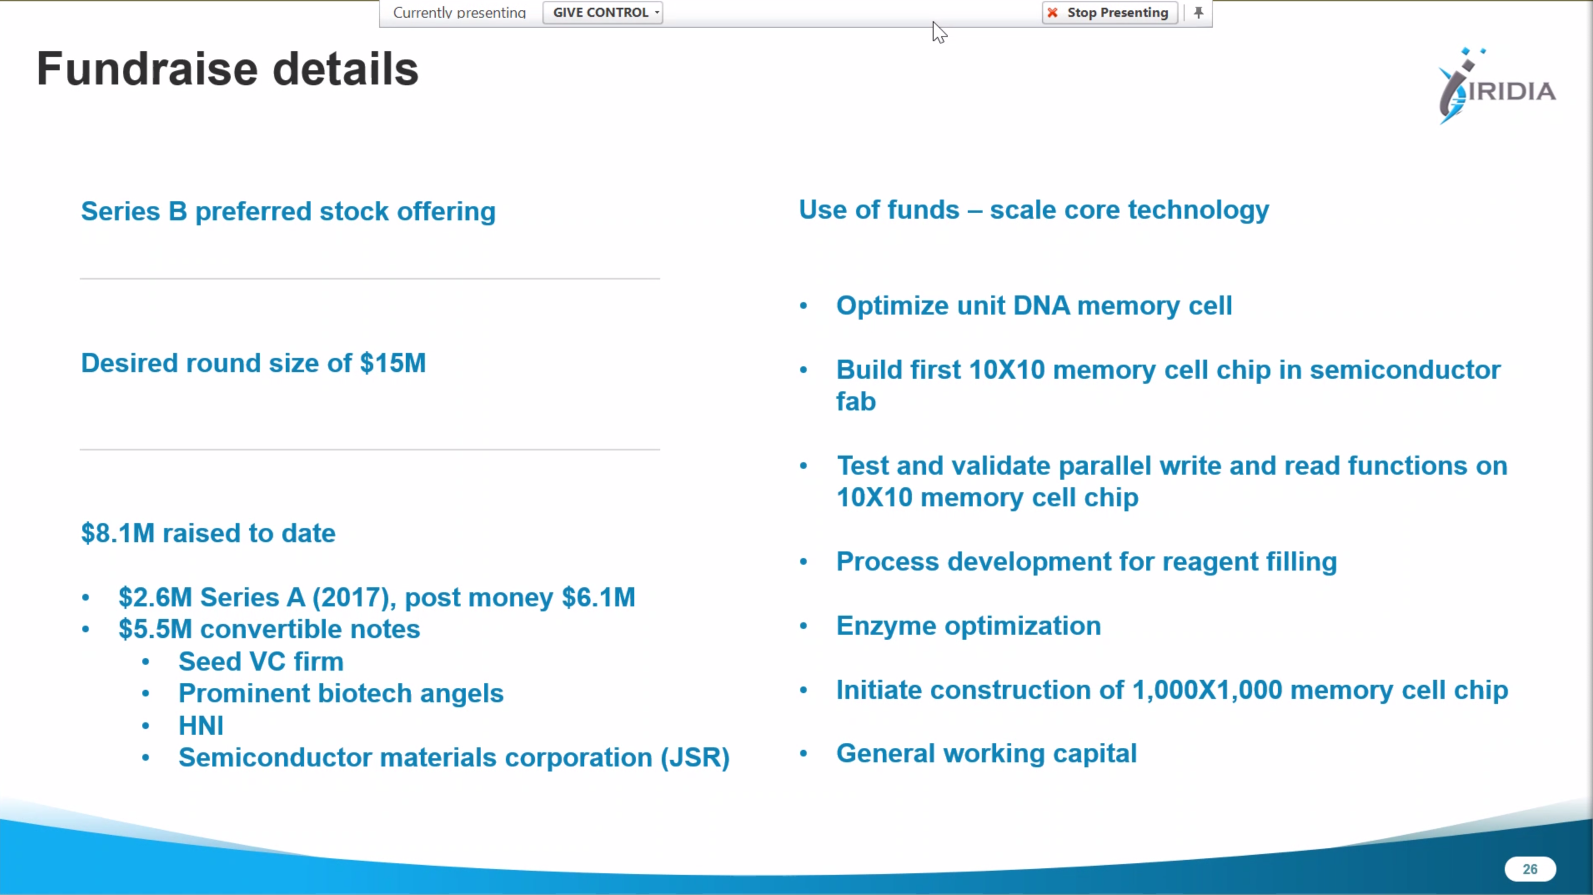 Currently presenting
GIVE CONTROL
Stop Presenting
Fundraise details
IRIDIA
Series B preferred stock offering
Desired round size of $15M
$8.1M raised to date
• $2.6M Series A (2017), post money $6.1M
• $5.5M convertible notes
• Seed VC firm
• Prominent biotech angels
• HNI
• Semiconductor materials corporation (JSR)
Use of funds – scale core technology
• Optimize unit DNA memory cell
• Build first 10X10 memory cell chip in semiconductor
fab
• Test and validate parallel write and read functions on
10X10 memory cell chip
• Process development for reagent filling
• Enzyme optimization
• Initiate construction of 1,000X1,000 memory cell chip
• General working capital
26